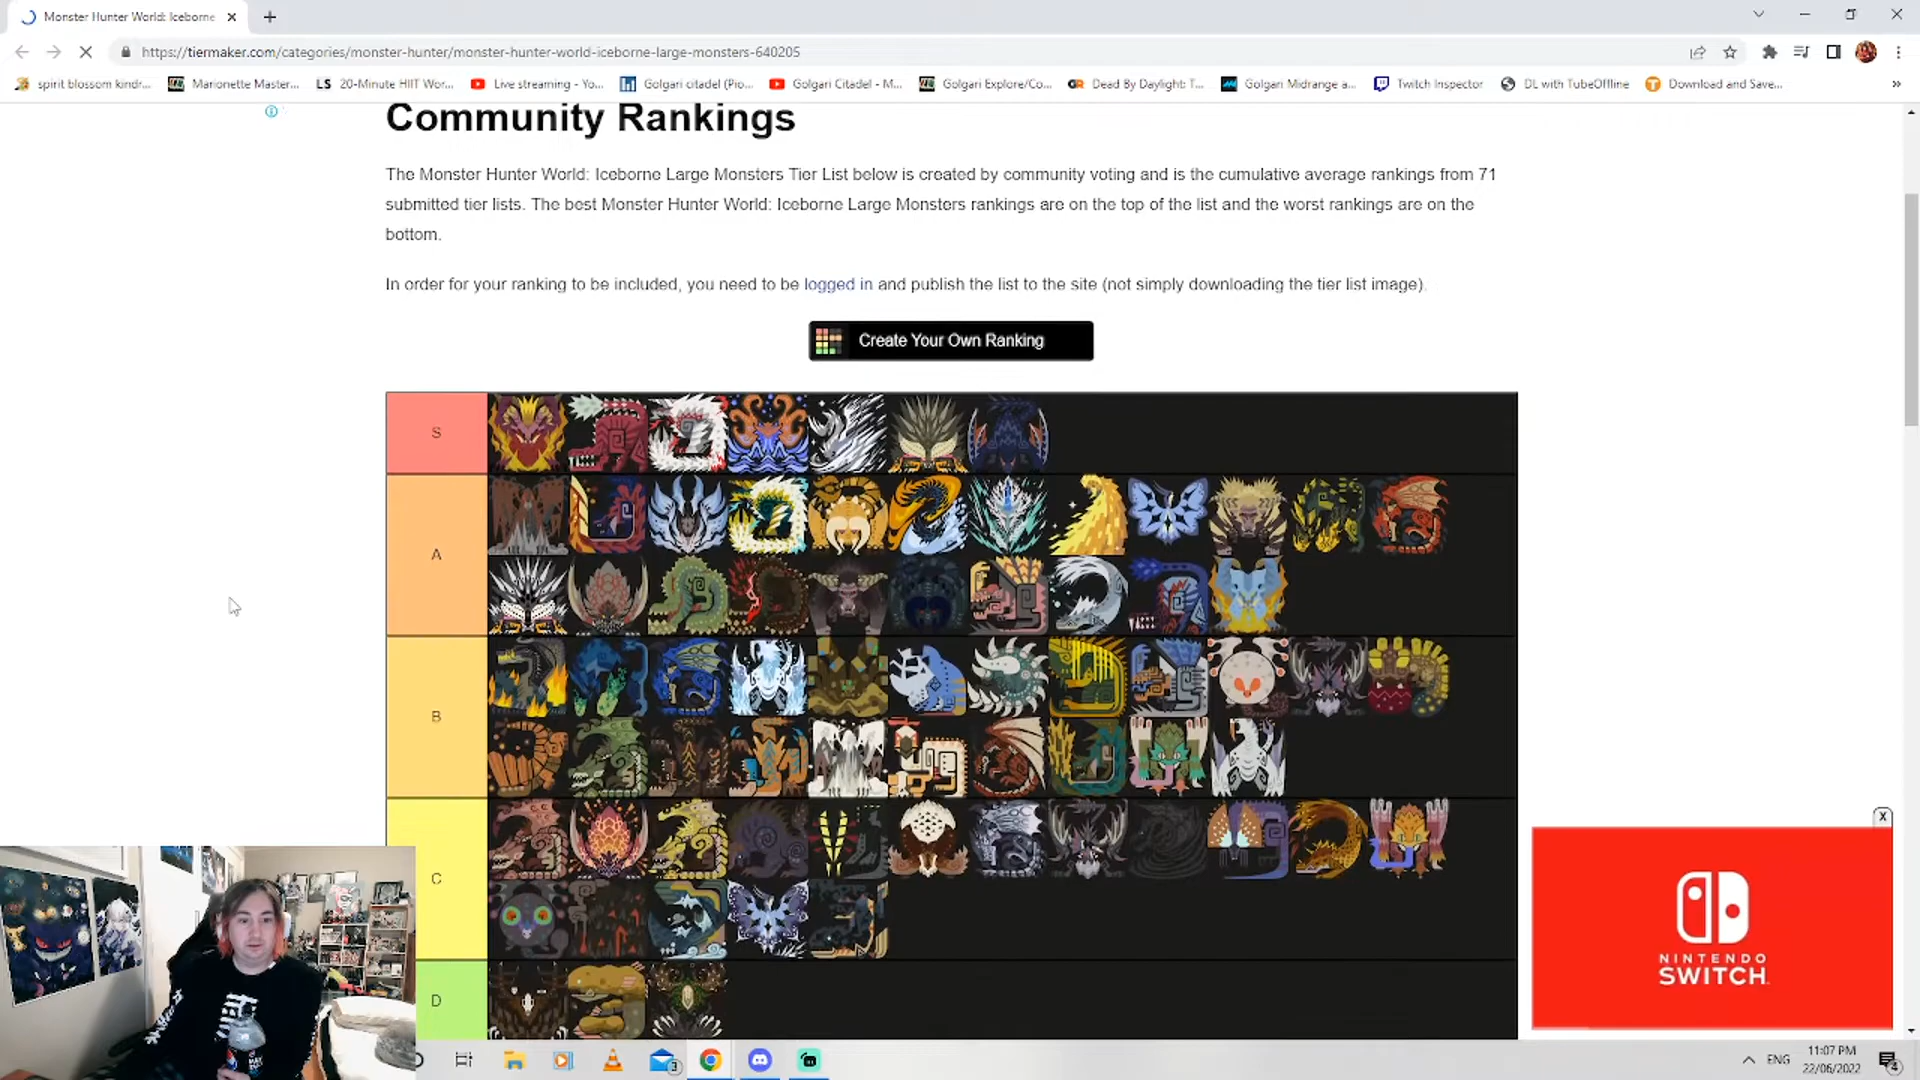 Monster Hunter World: Iceborne
https://tiermaker.com/categories/monster-hunter/monster-hunter-world-iceborne-large-monsters-640205
spirit blossom kindr... Marionette Master... LS 20-Minute HIIT Wor... Live streaming - Yo... Golgari citadel (Pio... Golgari Citadel - M... Golgari Explore/Co... Dead By Daylight: T... Golgari Midrange a... Twitch Inspector DL with TubeOffline Download and Save... »
Community Rankings
The Monster Hunter World: Iceborne Large Monsters Tier List below is created by community voting and is the cumulative average rankings from 71
submitted tier lists. The best Monster Hunter World: Iceborne Large Monsters rankings are on the top of the list and the worst rankings are on the
bottom.
In order for your ranking to be included, you need to be logged in and publish the list to the site (not simply downloading the tier list image).
Create Your Own Ranking
S
A
B
C
D
X
NINTENDO
SWITCH
3
ENG
11:07 PM
22/06/2022
4